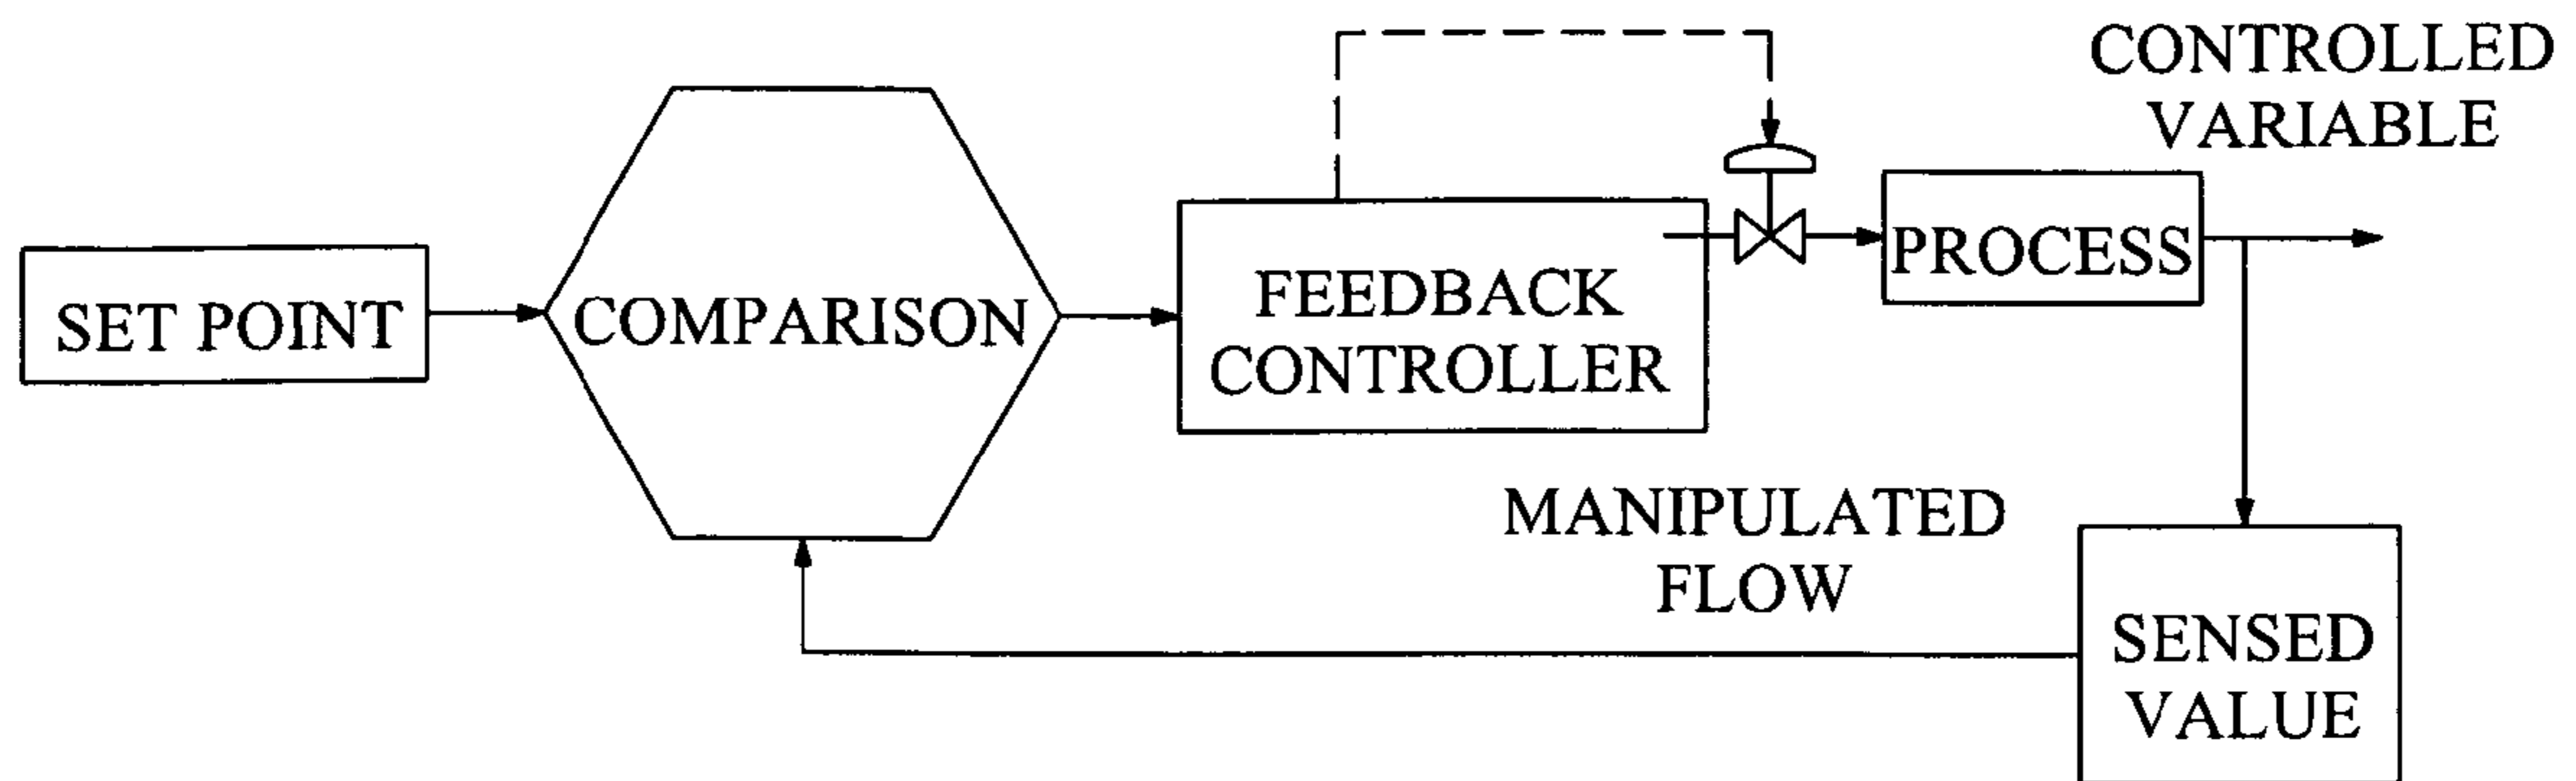 CONTROLLED
VARIABLE
SET POINT
COMPARISON
FEEDBACK
CONTROLLER
PROCESS
MANIPULATED
FLOW
SENSED
VALUE